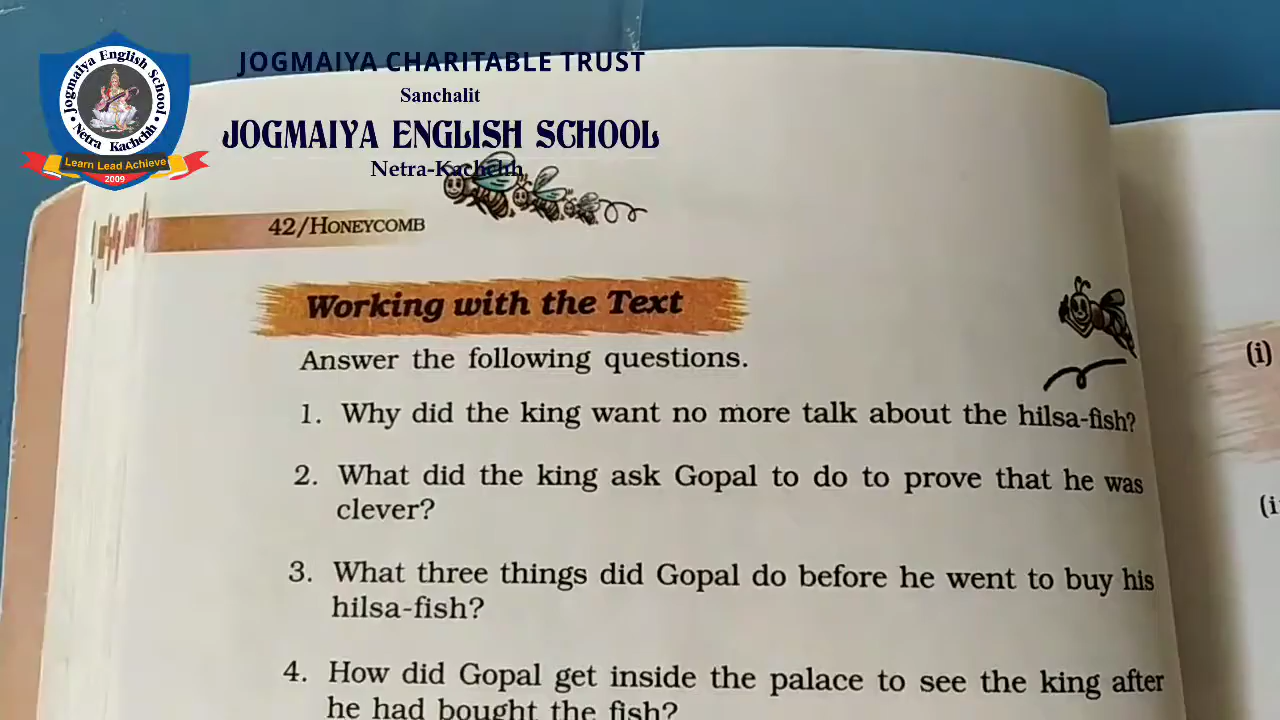 Jogmaiya English School
Netra Kachchh
Learn Lead Achieve
2009
JOGMAIYA CHARITABLE TRUST
Sanchalit
JOGMAIYA ENGLISH SCHOOL
Netra-Kachchh
42/HONEYCOMB
Working with the Text
Answer the following questions.
1. Why did the king want no more talk about the hilsa-fish?
2. What did the king ask Gopal to do to prove that he was
clever?
3. What three things did Gopal do before he went to buy his
hilsa-fish?
4. How did Gopal get inside the palace to see the king after
he had bought the fish?
(i)